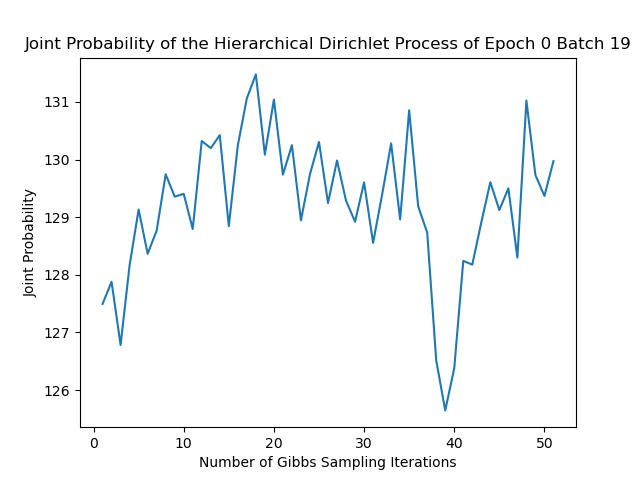 Joint Probability of the Hierarchical Dirichlet Process of Epoch 0 Batch 19
131
130
129
128
127
126
Joint Probability
0 10 20 30 40 50
Number of Gibbs Sampling Iterations